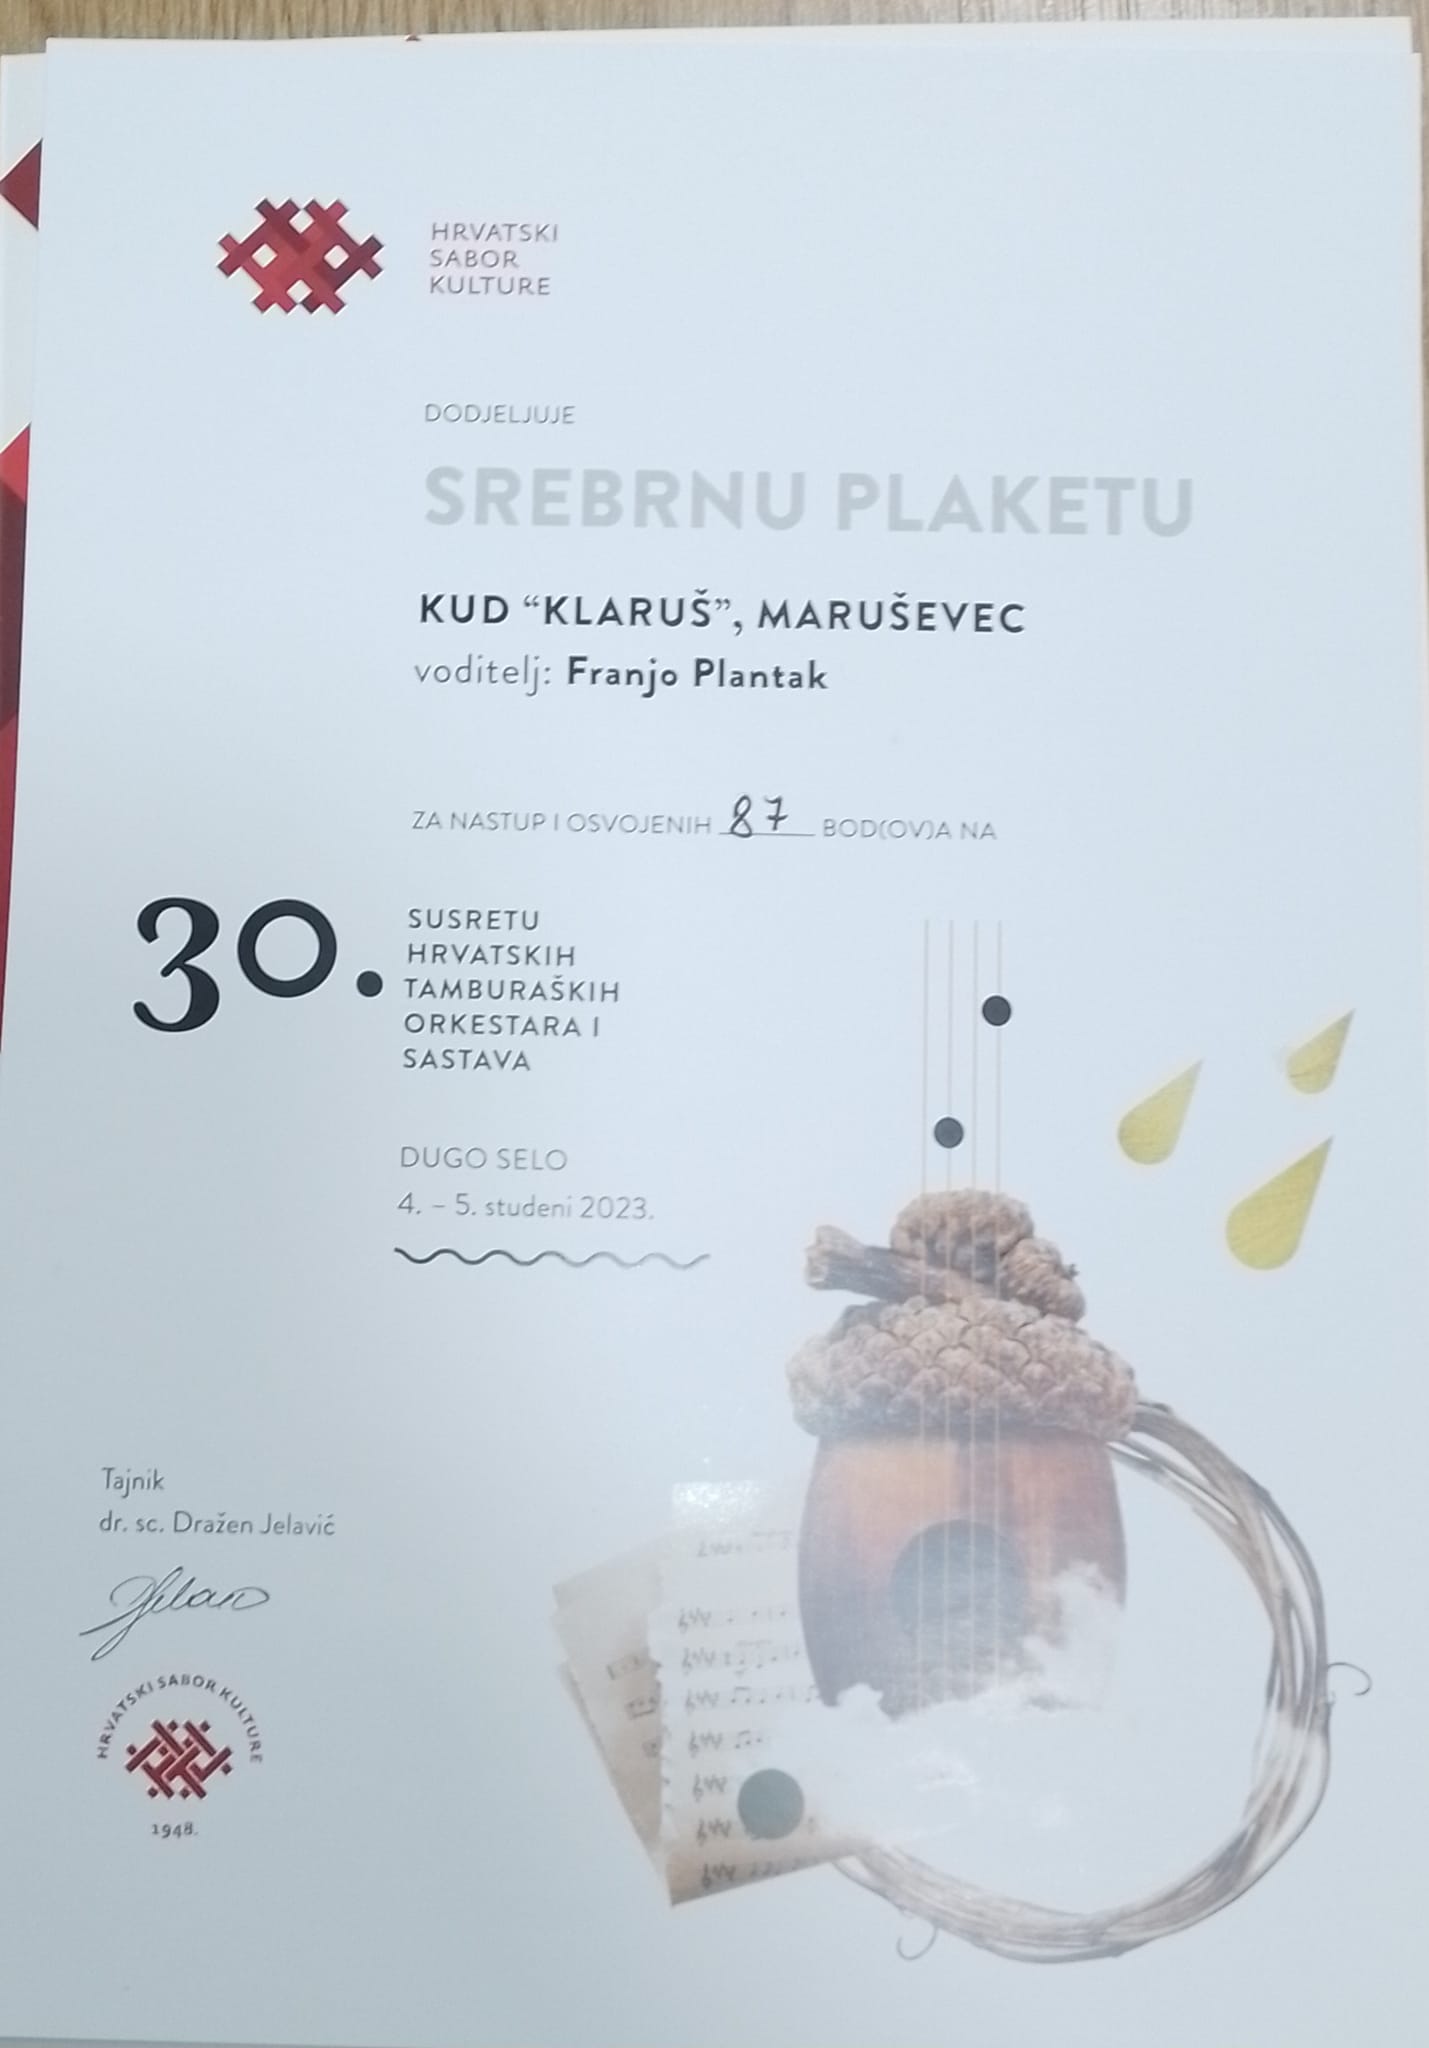 HRVATSKI
SABOR
KULTURE
DODJELJUJE
SREBRNU PLAKETU
KUD “KLARUŠ”, MARUŠEVEC
voditelj: Franjo Plantak
ZA NASTUP I OSVOJENIH 87 BOD(OV)A NA
30.
SUSRETU
HRVATSKIH
TAMBURAŠKIH
ORKESTARA I
SASTAVA
DUGO SELO
4. – 5. studeni 2023.
Tajnik
dr. sc. Dražen Jelavić
HRVATSKI SABOR KULTURE
1948.